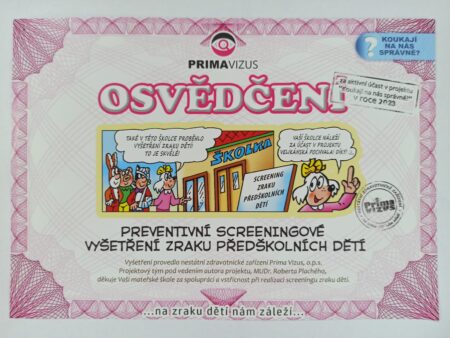 PRIMAVIZUS
? KOUKAJÍ
NA NÁS
SPRÁVNĚ?
za aktivní účast v projektu
"Koukají na nás správně?"
v roce 2023
OSVĚDČENÍ
TAKÉ V TÉTO ŠKOLCE PROBĚHLO
VYŠETŘENÍ ZRAKU DĚTÍ
TO JE SKVĚLÉ!
ŠKOLKA
SCREENING
ZRAKU
PŘEDŠKOLNÍCH
DĚTÍ
VAŠÍ ŠKOLCE NÁLEŽÍ
ZA ÚČAST V PROJEKTU
VELIKÁNSKÁ POCHVALA! DÍKY!
Prima
PREVENTIVNÍ SCREENINGOVÉ
VYŠETŘENÍ ZRAKU PŘEDŠKOLNÍCH DĚTÍ
Vyšetření provedlo nestátní zdravotnické zařízení Prima Vizus, o.p.s.
Projektový tým pod vedením autora projektu, MUDr. Roberta Plachého,
děkuje Vaší mateřské škole za spolupráci a vstřícnost při realizaci screeningu zraku dětí.
...na zraku dětí nám záleží...